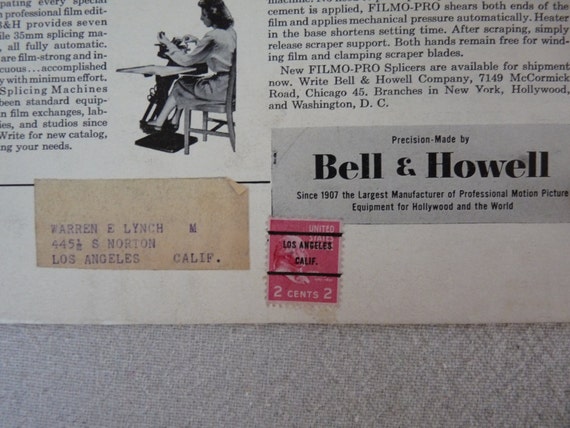 pating every special
professional film edit-
B&H provides seven
le 35mm splicing ma-
, all fully automatic.
are film-strong and in-
cuous...accomplished
y with minimum effort.
Splicing Machines
been standard equip-
n film exchanges, lab-
ies, and studios since
Write for new catalog,
ing your needs.
cement is applied, FILMO-PRO shears both ends of the
film and applies mechanical pressure automatically. Heater
in the base shortens setting time. After scraping, simply
release scraper support. Both hands remain free for wind-
ing film and clamping scraper blades.
New FILMO-PRO Splicers are available for shipment
now. Write Bell & Howell Company, 7149 McCormick
Road, Chicago 45. Branches in New York, Hollywood,
and Washington, D. C.
Precision-Made by
Bell & Howell
Since 1907 the Largest Manufacturer of Professional Motion Picture
Equipment for Hollywood and the World
WARREN E LYNCH M
445½ S NORTON
LOS ANGELES CALIF.
UNITED
STATES
LOS ANGELES
CALIF.
2 CENTS 2